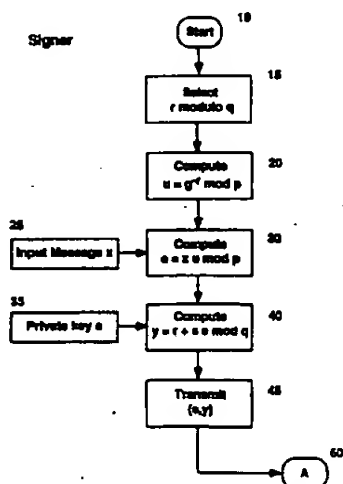 10
Start
Signer
15
Select
r modulo q
20
Compute
u = g⁻ʳ mod p
25
30
Input Message x
Compute
e = x u mod p
35
40
Private key s
Compute
y = r + s e mod q
45
Transmit
(e,y)
50
A